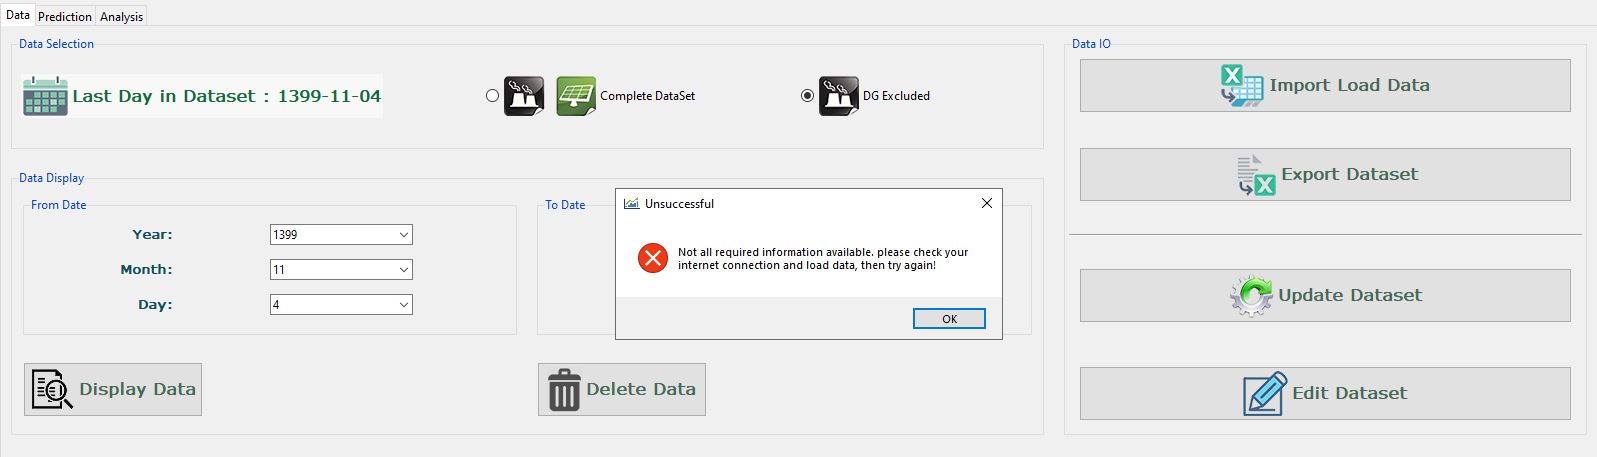 Data Prediction Analysis
Data Selection
Last Day in Dataset : 1399-11-04
Complete DataSet
DG Excluded
Data Display
From Date
Year: 1399
Month: 11
Day: 4
To Date
Display Data
Delete Data
Unsuccessful
Not all required information available. please check your
internet connection and load data, then try again!
OK
Data IO
Import Load Data
Export Dataset
Update Dataset
Edit Dataset